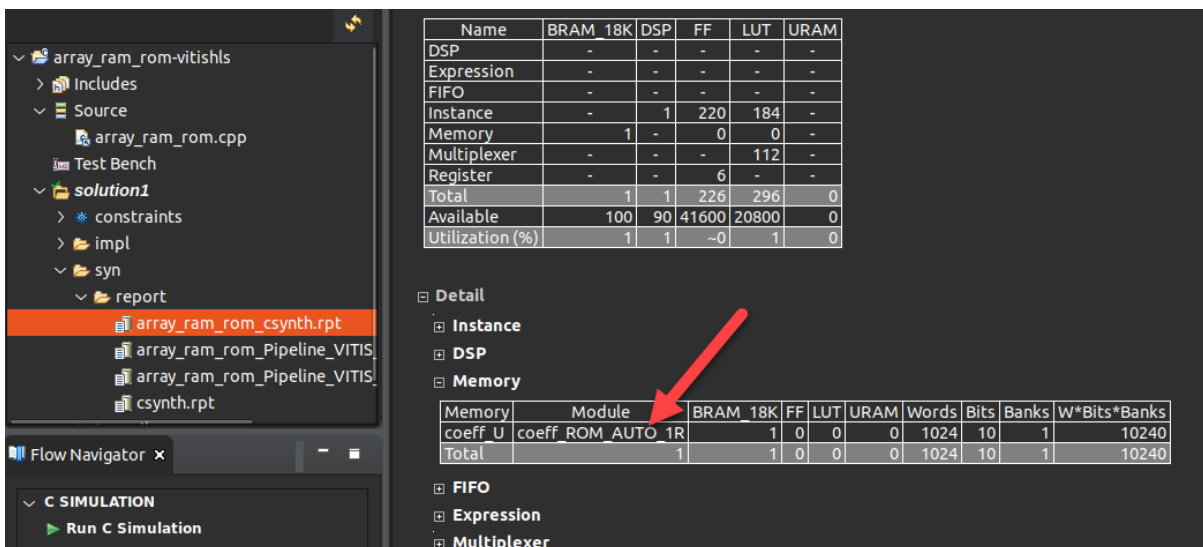 array_ram_rom-vitishls
Includes
Source
array_ram_rom.cpp
Test Bench
solution1
constraints
impl
syn
report
array_ram_rom_csynth.rpt
array_ram_rom_Pipeline_VITIS_
array_ram_rom_Pipeline_VITIS_
csynth.rpt
Flow Navigator
C SIMULATION
Run C Simulation
Name BRAM_18K DSP FF LUT URAM
DSP - - - - -
Expression - - - - -
FIFO - - - - -
Instance - 1 220 184 -
Memory 1 - 0 0 -
Multiplexer - - - 112 -
Register - - 6 - -
Total 1 1 226 296 0
Available 100 90 41600 20800 0
Utilization (%) 1 1 ~0 1 0
Detail
Instance
DSP
Memory
Memory Module BRAM_18K FF LUT URAM Words Bits Banks W*Bits*Banks
coeff_U coeff_ROM_AUTO_1R 1 0 0 0 1024 10 1 10240
Total 1 1 0 0 0 1024 10 1 10240
FIFO
Expression
Multiplexer